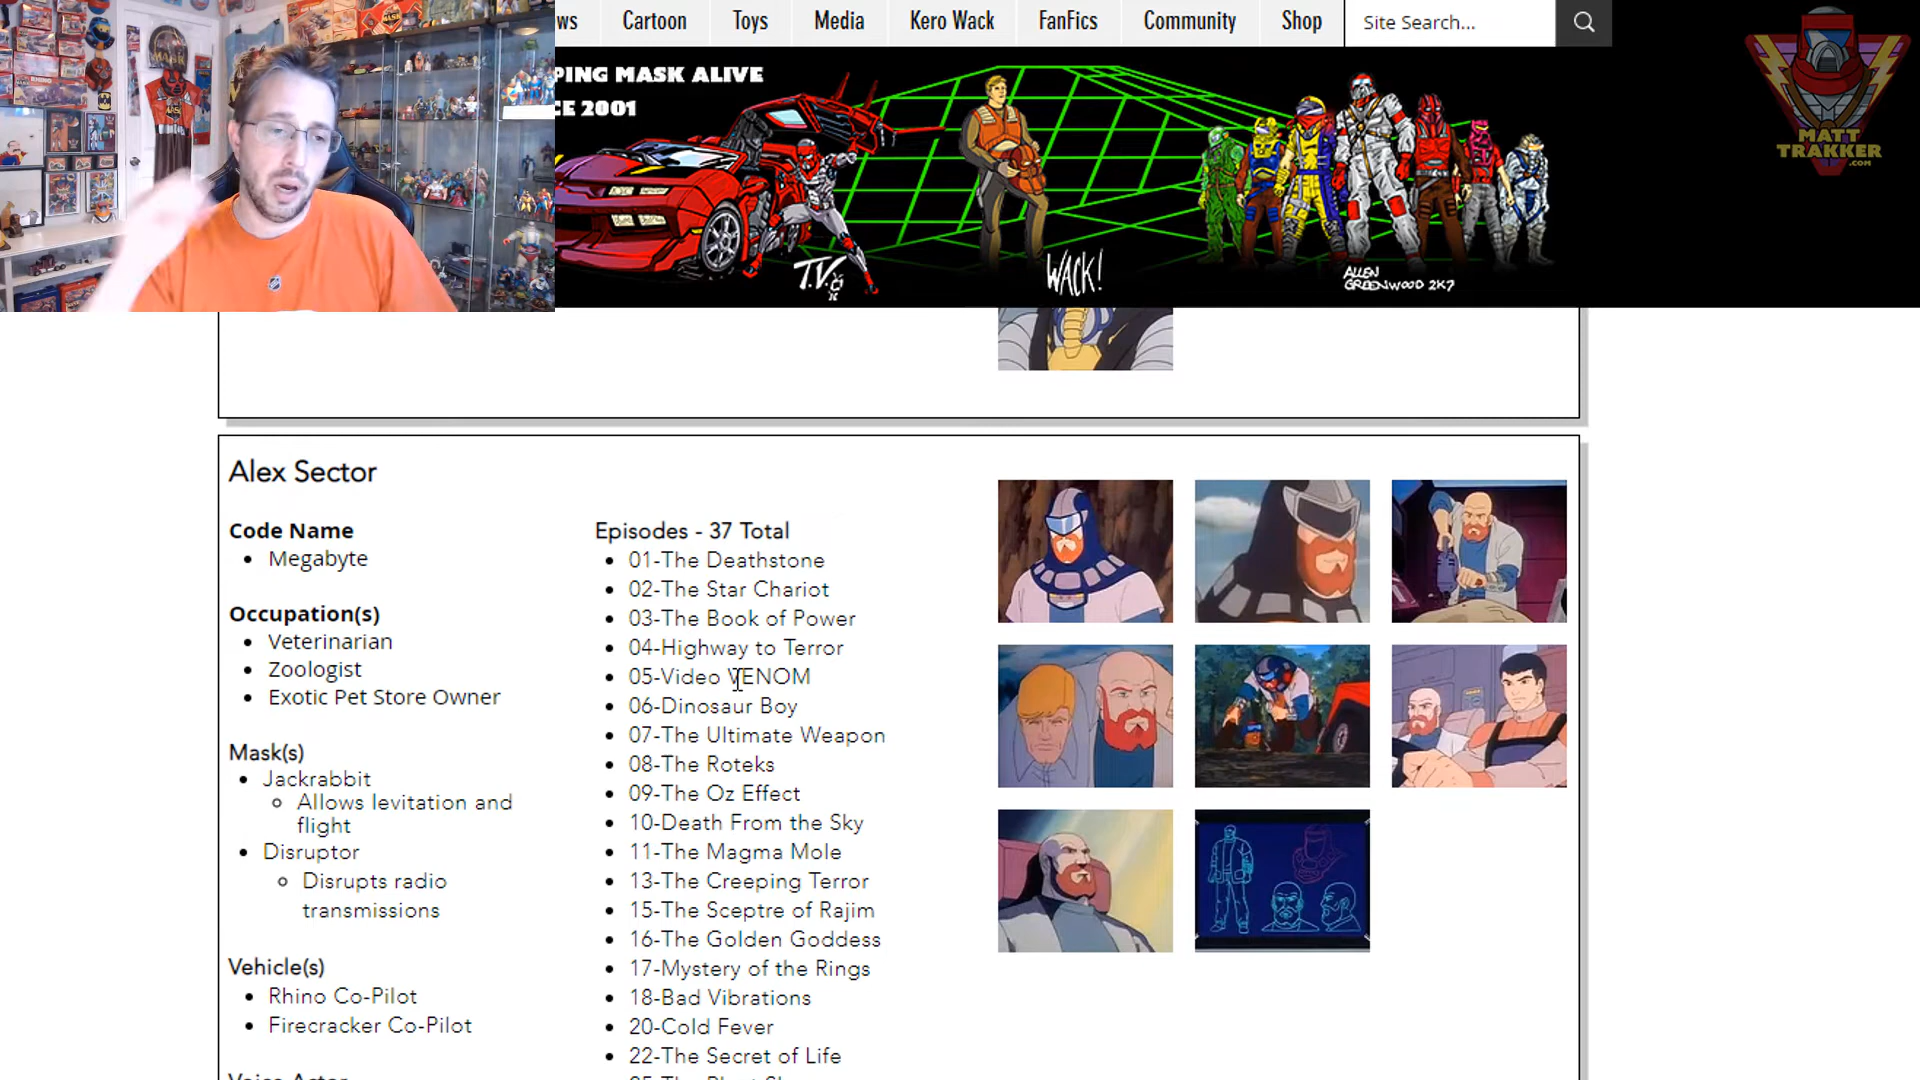 ws Cartoon Toys Media Kero Wack FanFics Community Shop Site Search...
PING MASK ALIVE
CE 2001
T.V.
WACK!
ALLEN
GREENWOOD 2K7
MATT
TRAKKER
.COM
Alex Sector
Code Name
Megabyte
Occupation(s)
Veterinarian
Zoologist
Exotic Pet Store Owner
Mask(s)
Jackrabbit
Allows levitation and
flight
Disruptor
Disrupts radio
transmissions
Vehicle(s)
Rhino Co-Pilot
Firecracker Co-Pilot
Voice Actor
Episodes - 37 Total
01-The Deathstone
02-The Star Chariot
03-The Book of Power
04-Highway to Terror
05-Video VENOM
06-Dinosaur Boy
07-The Ultimate Weapon
08-The Roteks
09-The Oz Effect
10-Death From the Sky
11-The Magma Mole
13-The Creeping Terror
15-The Sceptre of Rajim
16-The Golden Goddess
17-Mystery of the Rings
18-Bad Vibrations
20-Cold Fever
22-The Secret of Life